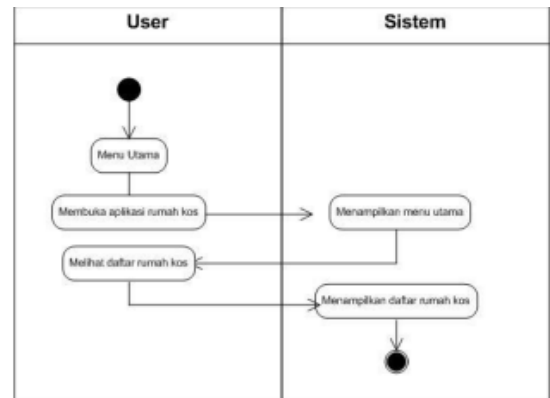 User
Sistem
Menu Utama
Membuka aplikasi rumah kos
Menampilkan menu utama
Melihat daftar rumah kos
Menampilkan daftar rumah kos